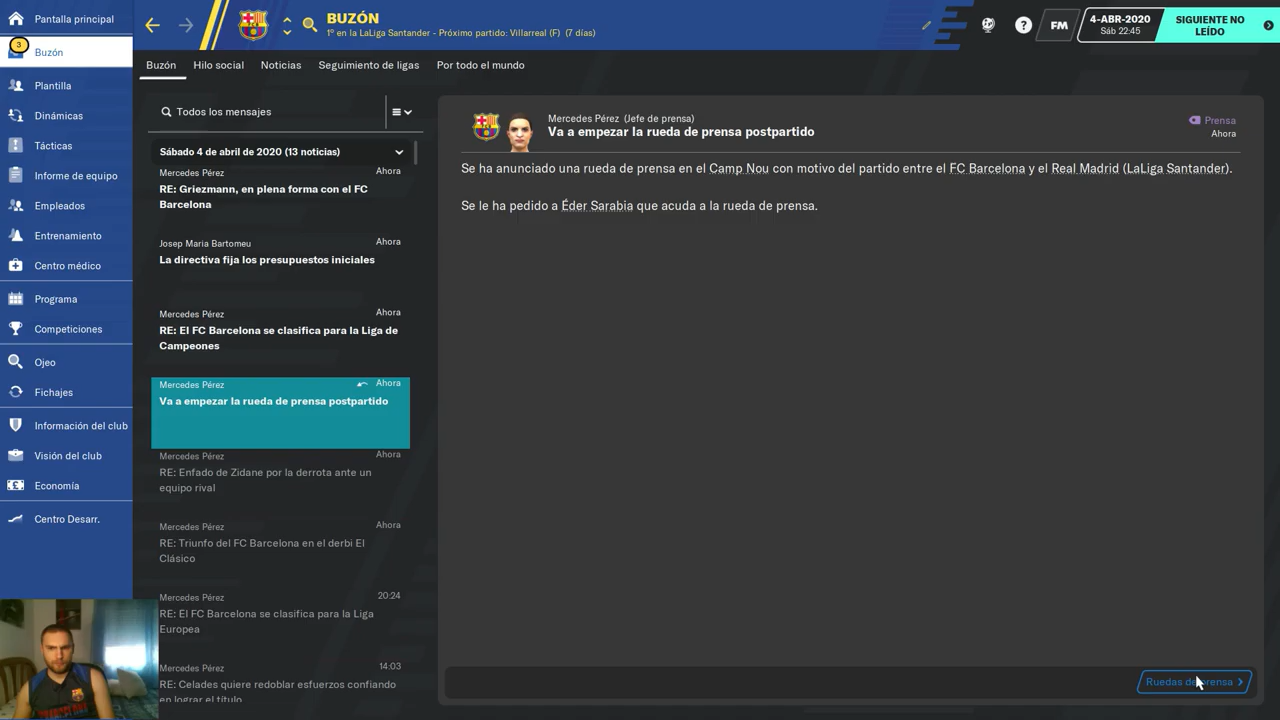 Pantalla principal
3
Buzón
Plantilla
Dinámicas
Tácticas
Informe de equipo
Empleados
Entrenamiento
Centro médico
Programa
Competiciones
Ojeo
Fichajes
Información del club
Visión del club
Economía
Centro Desarr.
BUZÓN
1º en la LaLiga Santander - Próximo partido: Villarreal (F) (7 días)
?
FM
4-ABR-2020
Sáb 22:45
SIGUIENTE NO
LEÍDO
Buzón Hilo social Noticias Seguimiento de ligas Por todo el mundo
Todos los mensajes
Sábado 4 de abril de 2020 (13 noticias)
Mercedes Pérez Ahora
RE: Griezmann, en plena forma con el FC
Barcelona
Josep Maria Bartomeu Ahora
La directiva fija los presupuestos iniciales
Mercedes Pérez Ahora
RE: El FC Barcelona se clasifica para la Liga de
Campeones
Mercedes Pérez Ahora
Va a empezar la rueda de prensa postpartido
Mercedes Pérez Ahora
RE: Enfado de Zidane por la derrota ante un
equipo rival
Mercedes Pérez Ahora
RE: Triunfo del FC Barcelona en el derbi El
Clásico
Mercedes Pérez 20:24
RE: El FC Barcelona se clasifica para la Liga
Europea
Mercedes Pérez 14:03
RE: Celades quiere redoblar esfuerzos confiando
en lograr el título
Mercedes Pérez (Jefe de prensa)
Va a empezar la rueda de prensa postpartido
Prensa
Ahora
Se ha anunciado una rueda de prensa en el Camp Nou con motivo del partido entre el FC Barcelona y el Real Madrid (LaLiga Santander).
Se le ha pedido a Éder Sarabia que acuda a la rueda de prensa.
Ruedas de prensa